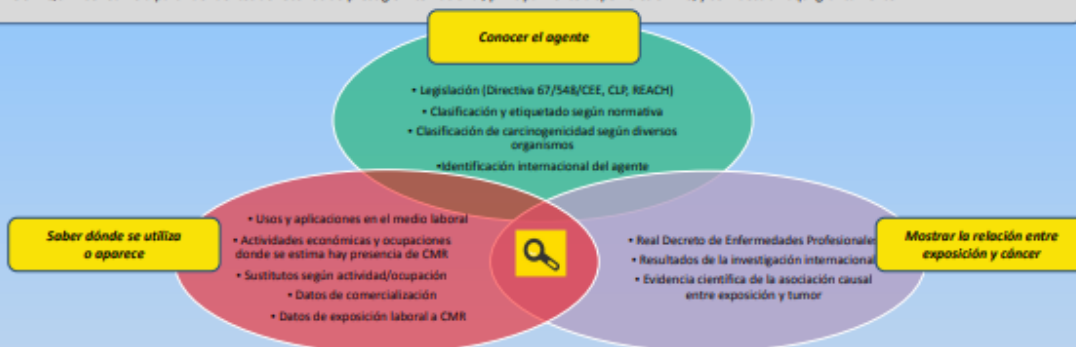 Conocer el agente
• Legislación (Directiva 67/548/CEE, CLP, REACH)
• Clasificación y etiquetado según normativa
• Clasificación de carcinogenicidad según diversos
organismos
•Identificación internacional del agente
Saber dónde se utiliza
o aparece
• Usos y aplicaciones en el medio laboral
• Actividades económicas y ocupaciones
donde se estima hay presencia de CMR
• Sustitutos según actividad/ocupación
• Datos de comercialización
• Datos de exposición laboral a CMR
• Real Decreto de Enfermedades Profesionale
• Resultados de la investigación internacional
• Evidencia científica de la asociación causal
entre exposición y tumor
Mostrar la relación entre
exposición y cáncer